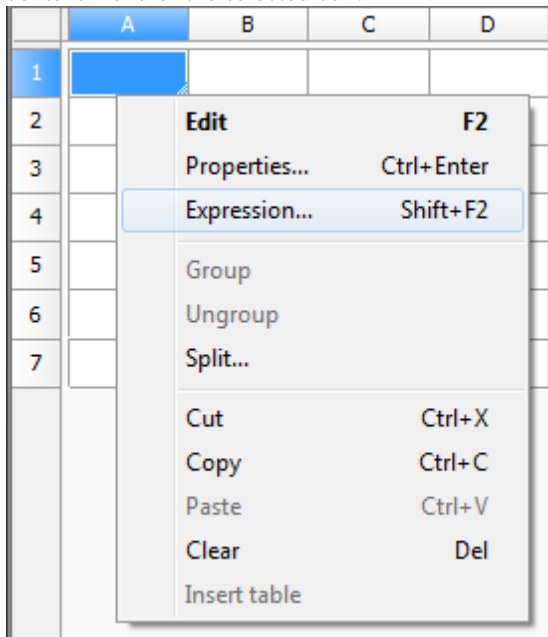 A B C D
1
2
3
4
5
6
7
Edit F2
Properties... Ctrl+Enter
Expression... Shift+F2
Group
Ungroup
Split...
Cut Ctrl+X
Copy Ctrl+C
Paste Ctrl+V
Clear Del
Insert table